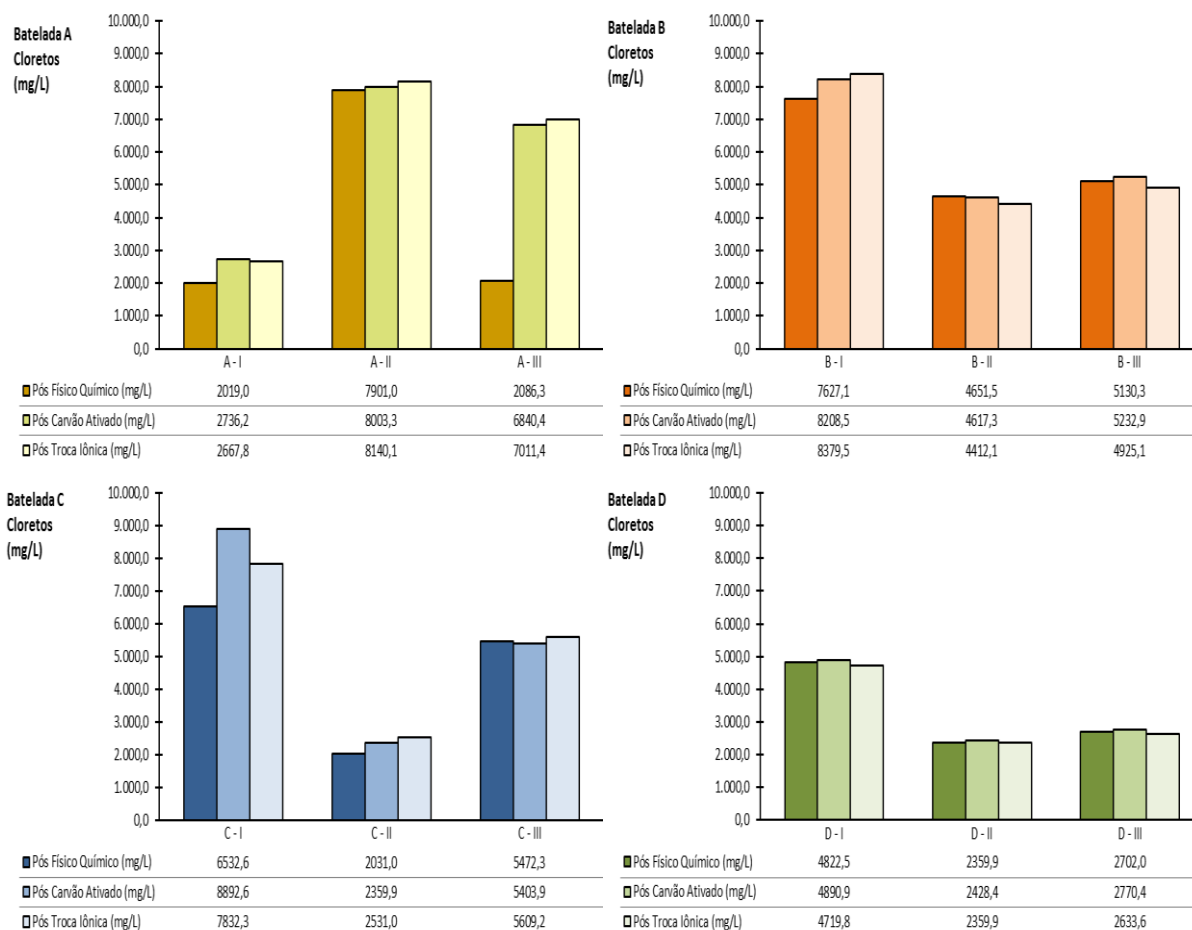 Batelada A
Cloretos
(mg/L)
10.000,0
9.000,0
8.000,0
7.000,0
6.000,0
5.000,0
4.000,0
3.000,0
2.000,0
1.000,0
0,0
A - I A - II A - III
Pós Físico Químico (mg/L) 2019,0 7901,0 2086,3
Pós Carvão Ativado (mg/L) 2736,2 8003,3 6840,4
Pós Troca Iônica (mg/L) 2667,8 8140,1 7011,4
Batelada B
Cloretos
(mg/L)
10.000,0
9.000,0
8.000,0
7.000,0
6.000,0
5.000,0
4.000,0
3.000,0
2.000,0
1.000,0
0,0
B - I B - II B - III
Pós Físico Químico (mg/L) 7627,1 4651,5 5130,3
Pós Carvão Ativado (mg/L) 8208,5 4617,3 5232,9
Pós Troca Iônica (mg/L) 8379,5 4412,1 4925,1
Batelada C
Cloretos
(mg/L)
10.000,0
9.000,0
8.000,0
7.000,0
6.000,0
5.000,0
4.000,0
3.000,0
2.000,0
1.000,0
0,0
C - I C - II C - III
Pós Físico Químico (mg/L) 6532,6 2031,0 5472,3
Pós Carvão Ativado (mg/L) 8892,6 2359,9 5403,9
Pós Troca Iônica (mg/L) 7832,3 2531,0 5609,2
Batelada D
Cloretos
(mg/L)
10.000,0
9.000,0
8.000,0
7.000,0
6.000,0
5.000,0
4.000,0
3.000,0
2.000,0
1.000,0
0,0
D - I D - II D - III
Pós Físico Químico (mg/L) 4822,5 2359,9 2702,0
Pós Carvão Ativado (mg/L) 4890,9 2428,4 2770,4
Pós Troca Iônica (mg/L) 4719,8 2359,9 2633,6